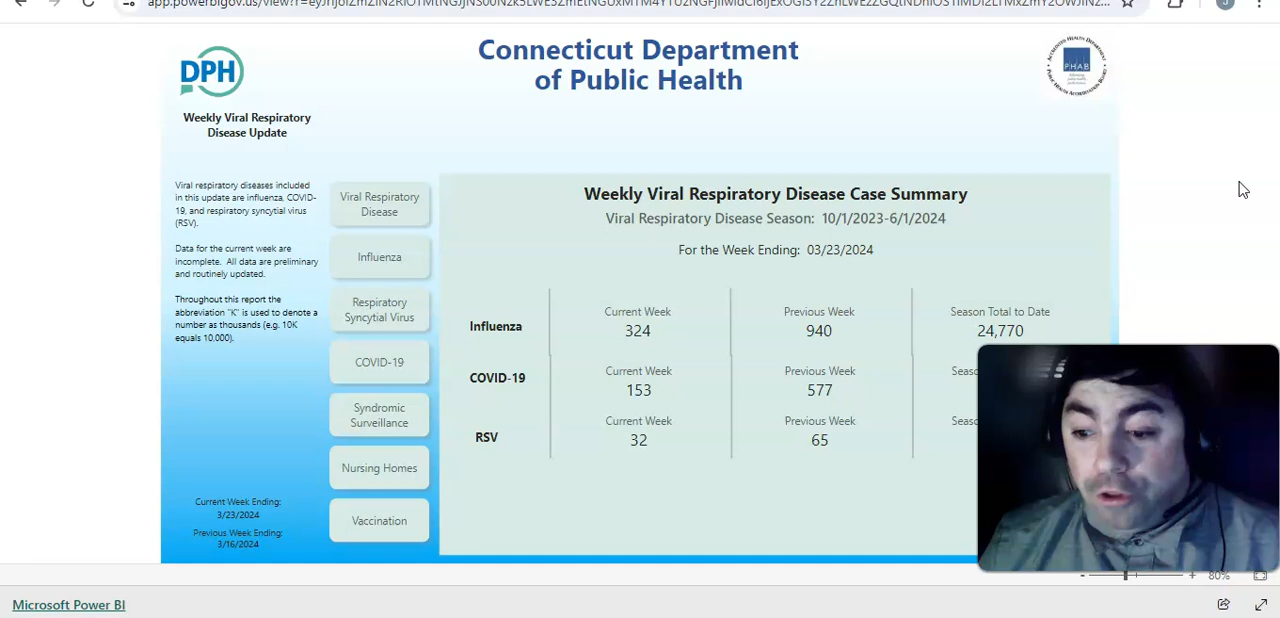 Connecticut Department
of Public Health
DPH
PHAB
Weekly Viral Respiratory
Disease Update
Viral respiratory diseases included
in this update are influenza, COVID-
19, and respiratory syncytial virus
(RSV).
Data for the current week are
incomplete. All data are preliminary
and routinely updated.
Throughout this report the
abbreviation "K" is used to denote a
number as thousands (e.g. 10K
equals 10,000).
Current Week Ending:
3/23/2024
Previous Week Ending:
3/16/2024
Viral Respiratory
Disease
Influenza
Respiratory
Syncytial Virus
COVID-19
Syndromic
Surveillance
Nursing Homes
Vaccination
Weekly Viral Respiratory Disease Case Summary
Viral Respiratory Disease Season: 10/1/2023-6/1/2024
For the Week Ending: 03/23/2024
Influenza
Current Week
324
Previous Week
940
Season Total to Date
24,770
COVID-19
Current Week
153
Previous Week
577
Seas
RSV
Current Week
32
Previous Week
65
Seas
- + 80%
Microsoft Power BI